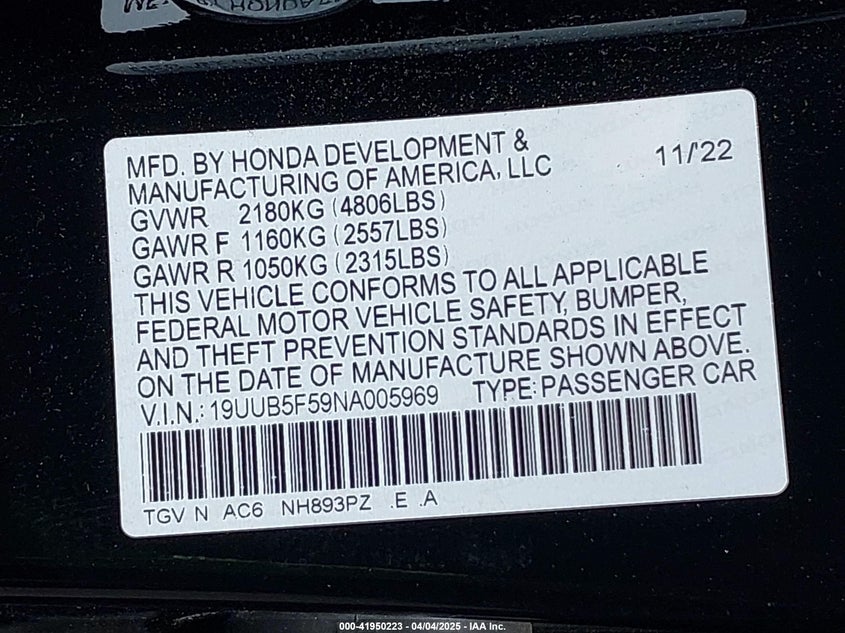 MFD. BY HONDA DEVELOPMENT &
MANUFACTURING OF AMERICA, LLC 11/'22
GVWR 2180KG (4806LBS)
GAWR F 1160KG (2557LBS)
GAWR R 1050KG (2315LBS)
THIS VEHICLE CONFORMS TO ALL APPLICABLE
FEDERAL MOTOR VEHICLE SAFETY, BUMPER,
AND THEFT PREVENTION STANDARDS IN EFFECT
ON THE DATE OF MANUFACTURE SHOWN ABOVE.
V.I.N.: 19UUB5F59NA005969 TYPE: PASSENGER CAR
TGV N AC6 NH893PZ .E .A
000-41950223 - 04/04/2025 - IAA Inc.